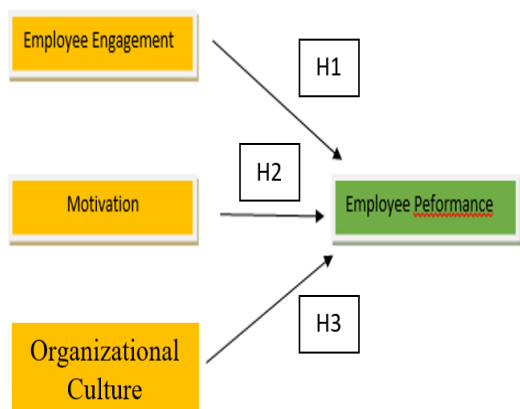 Employee Engagement
H1
H2
Motivation
Employee Peformance
H3
Organizational
Culture